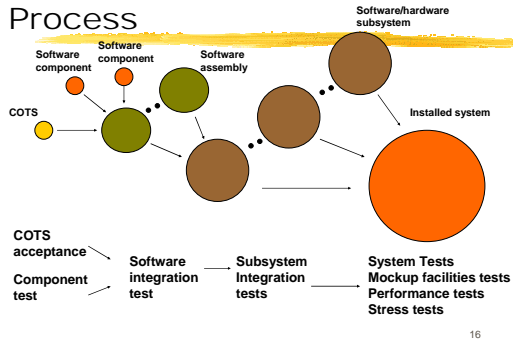 Process
Software/hardware
subsystem
Software
component
Software
component
Software
assembly
COTS
Installed system
COTS
acceptance
Component
test
Software
integration
test
Subsystem
Integration
tests
System Tests
Mockup facilities tests
Performance tests
Stress tests
16